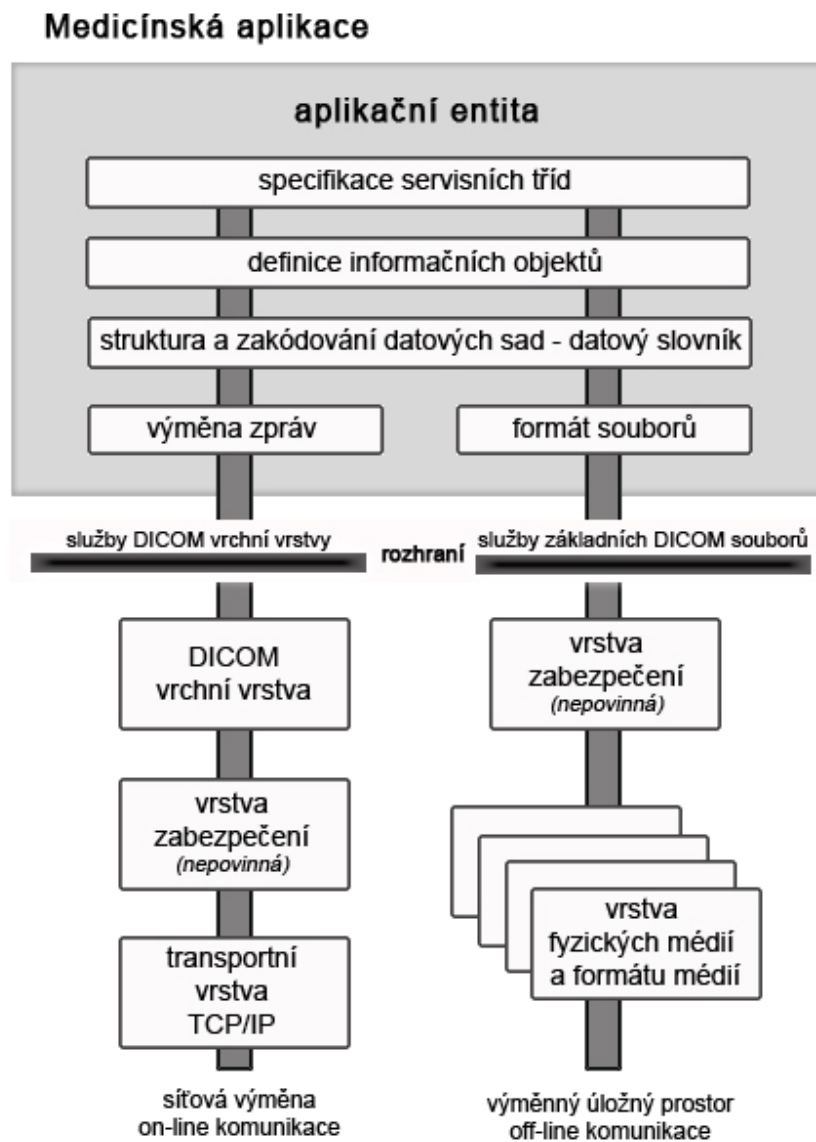 Medicínská aplikace
aplikační entita
specifikace servisních tříd
definice informačních objektů
struktura a zakódování datových sad - datový slovník
výměna zpráv
formát souborů
služby DICOM vrchní vrstvy
rozhraní
služby základních DICOM souborů
DICOM
vrchní vrstva
vrstva
zabezpečení
(nepovinná)
vrstva
zabezpečení
(nepovinná)
vrstva
fyzických médií
a formátu médií
transportní
vrstva
TCP/IP
síťová výměna
on-line komunikace
výměnný úložný prostor
off-line komunikace